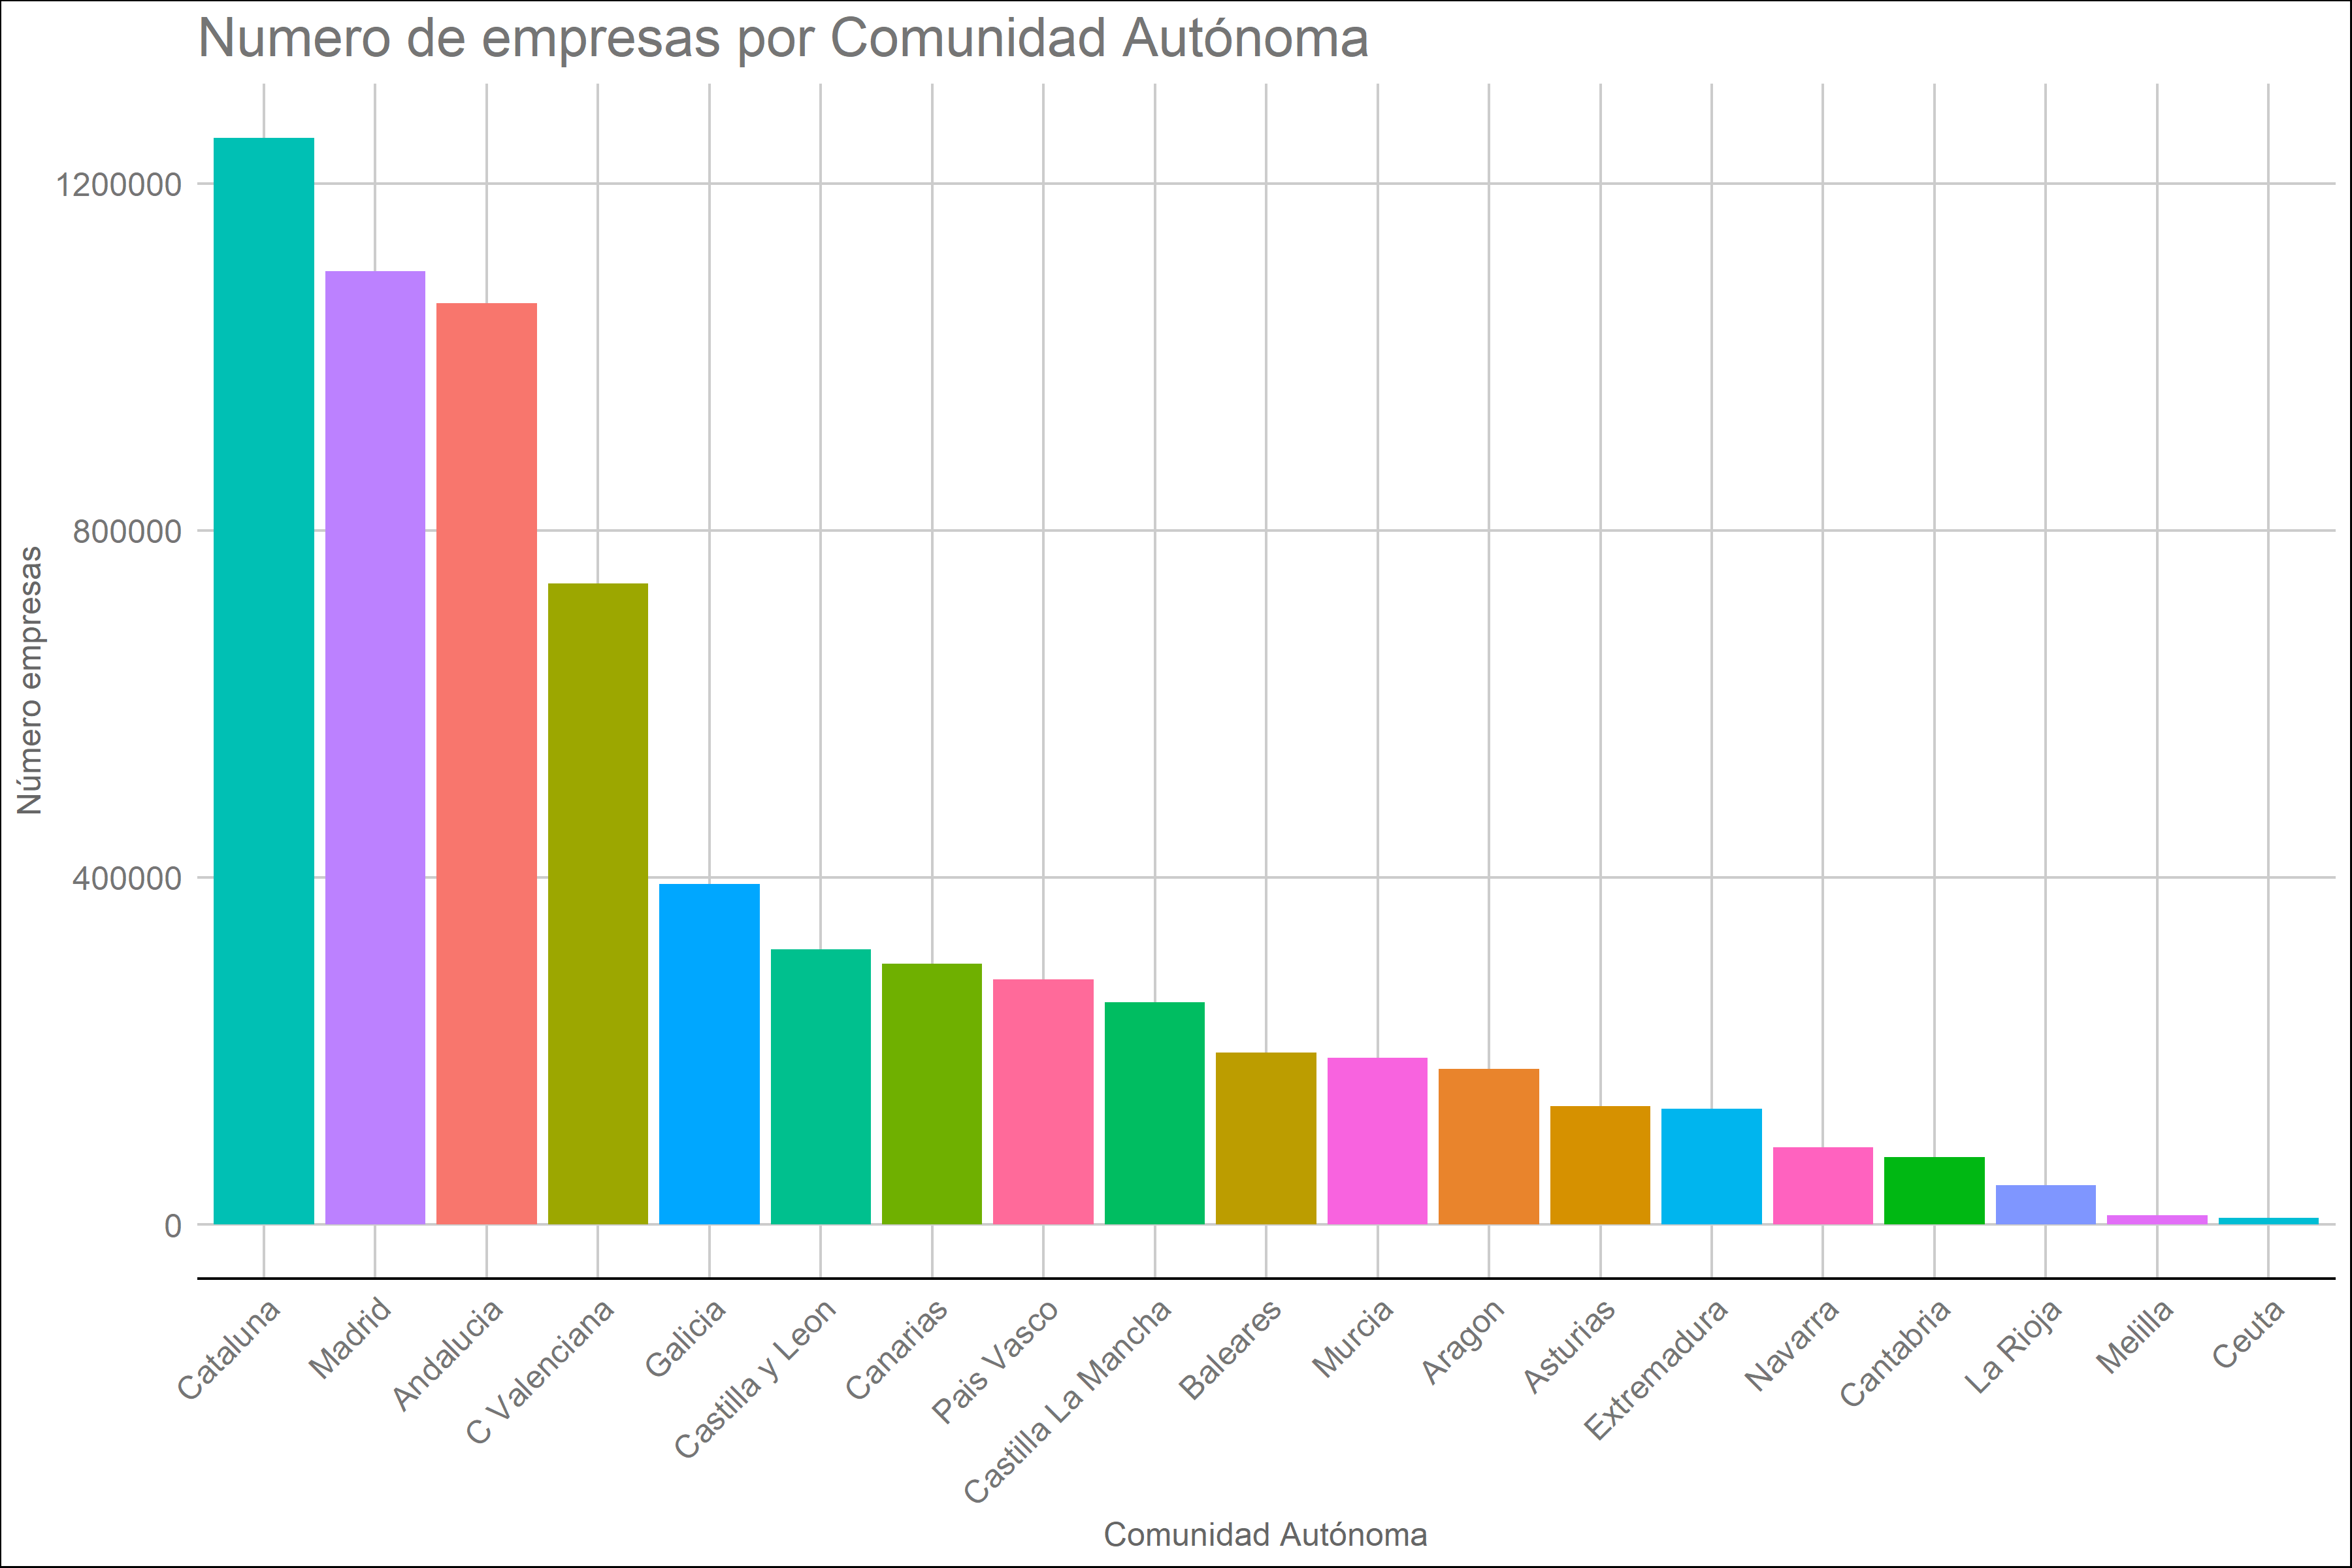 Numero de empresas por Comunidad Autónoma
Número empresas
1200000
800000
400000
0
Cataluna
Madrid
Andalucia
C Valenciana
Galicia
Castilla y Leon
Canarias
Pais Vasco
Castilla La Mancha
Baleares
Murcia
Aragon
Asturias
Extremadura
Navarra
Cantabria
La Rioja
Melilla
Ceuta
Comunidad Autónoma